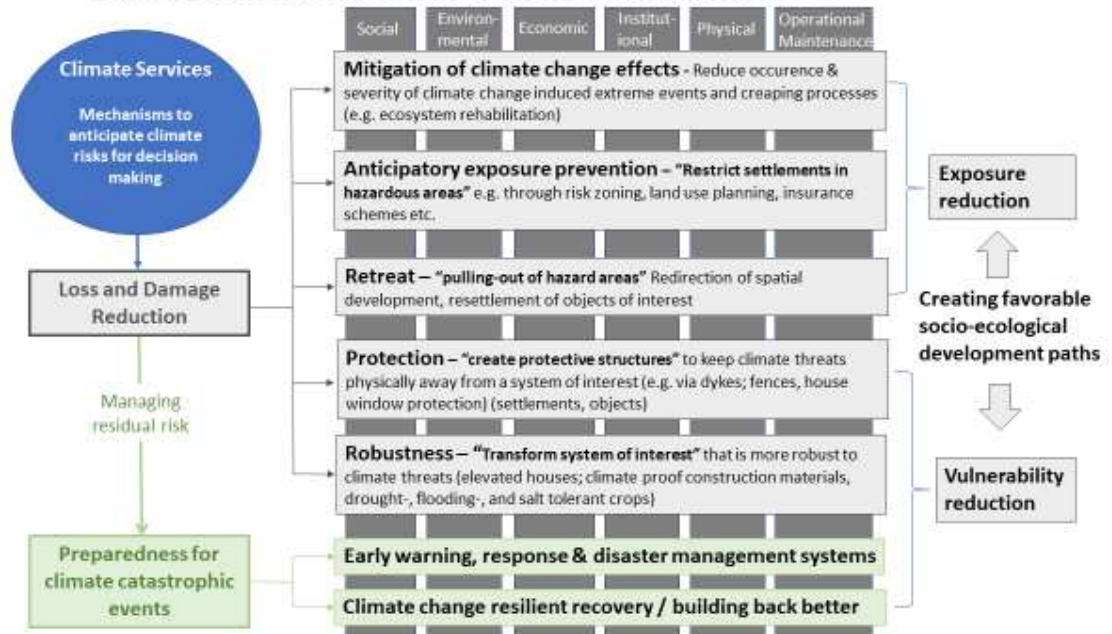 Social
Environ-
mental
Economic
Institut-
ional
Physical
Operational
Maintenance
Climate Services
Mechanisms to
anticipate climate
risks for decision
making
Loss and Damage
Reduction
Managing
residual risk
Preparedness for
climate catastrophic
events
Mitigation of climate change effects - Reduce occurence &
severity of climate change induced extreme events and creaping processes
(e.g. ecosystem rehabilitation)
Anticipatory exposure prevention – “Restrict settlements in
hazardous areas” e.g. through risk zoning, land use planning, insurance
schemes etc.
Retreat – “pulling-out of hazard areas” Redirection of spatial
development, resettlement of objects of interest
Protection – “create protective structures” to keep climate threats
physically away from a system of interest (e.g. via dykes; fences, house
window protection) (settlements, objects)
Robustness – “Transform system of interest” that is more robust to
climate threats (elevated houses; climate proof construction materials,
drought-, flooding-, and salt tolerant crops)
Early warning, response & disaster management systems
Climate change resilient recovery / building back better
Exposure
reduction
Creating favorable
socio-ecological
development paths
Vulnerability
reduction